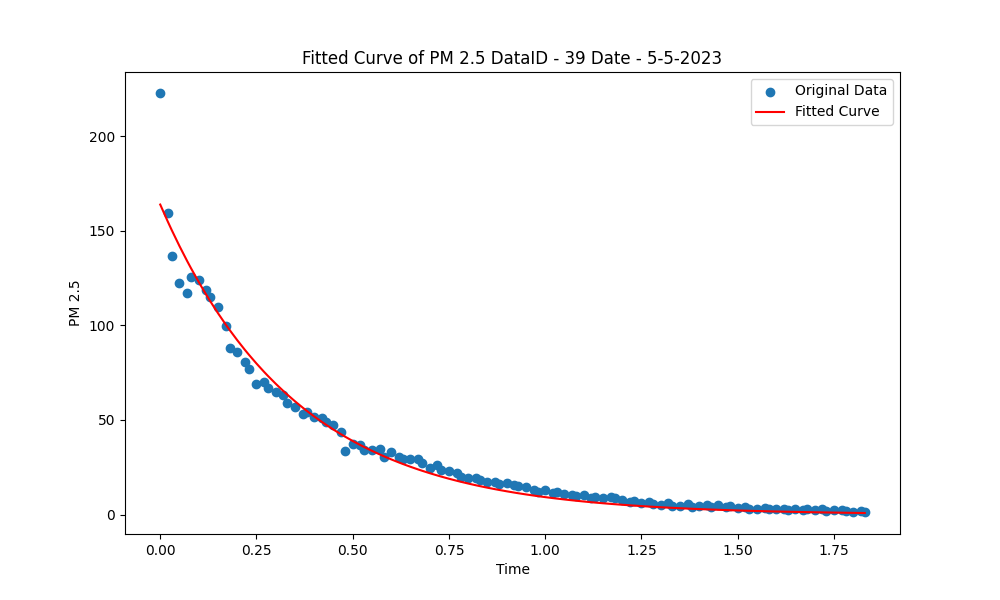 Fitted Curve of PM 2.5 DataID - 39 Date - 5-5-2023
Original Data
Fitted Curve
PM 2.5
200
150
100
50
0
0.00 0.25 0.50 0.75 1.00 1.25 1.50 1.75
Time